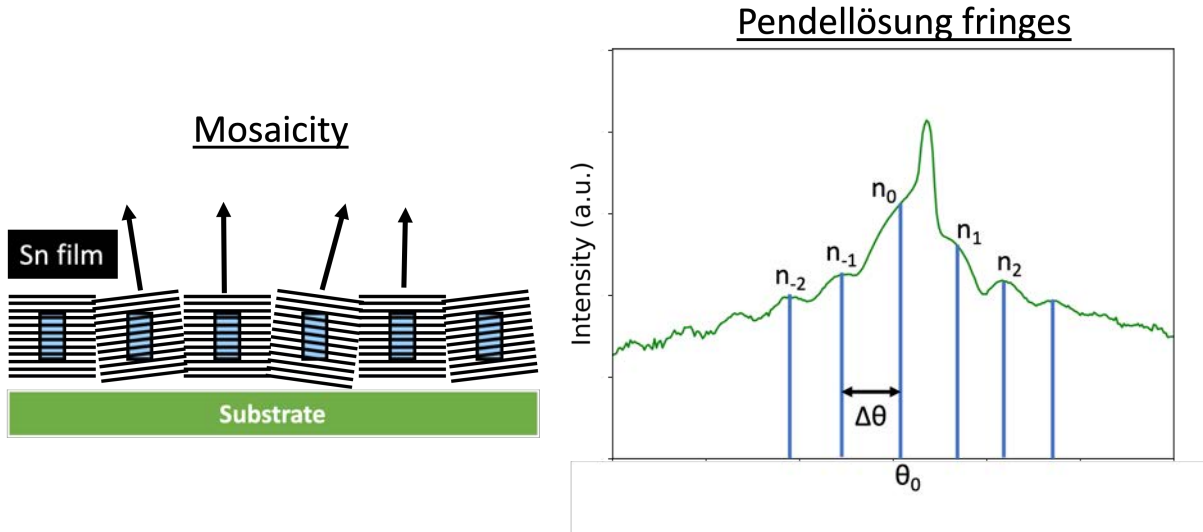 Mosaicity
Sn film
Substrate
Pendellösung fringes
Intensity (a.u.)
n₋₂
n₋₁
n₀
n₁
n₂
Δθ
θ₀